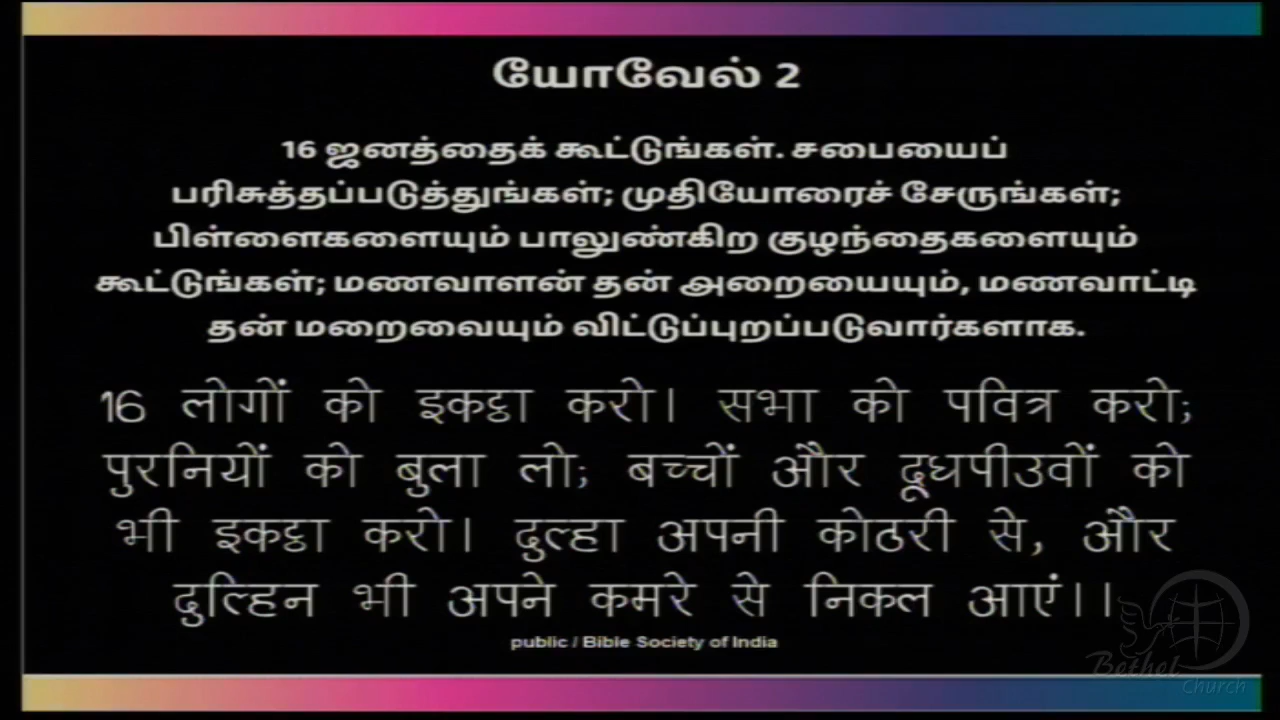 யோவேல் 2
16 ஜனத்தைக் கூட்டுங்கள். சபையைப்
பரிசுத்தப்படுத்துங்கள்; முதியோரைச் சேருங்கள்;
பிள்ளைகளையும் பாலுண்கிற குழந்தைகளையும்
கூட்டுங்கள்; மணவாளன் தன் அறையையும், மணவாட்டி
தன் மறைவையும் விட்டுப்புறப்படுவார்களாக.
16 लोगों को इकट्ठा करो। सभा को पवित्र करो;
पुरनियों को बुला लो; बच्चों और दूधपीउवों को
भी इकट्ठा करो। दुल्हा अपनी कोठरी से, और
दुल्हिन भी अपने कमरे से निकल आएं।।
public / Bible Society of India
Bethel
Church